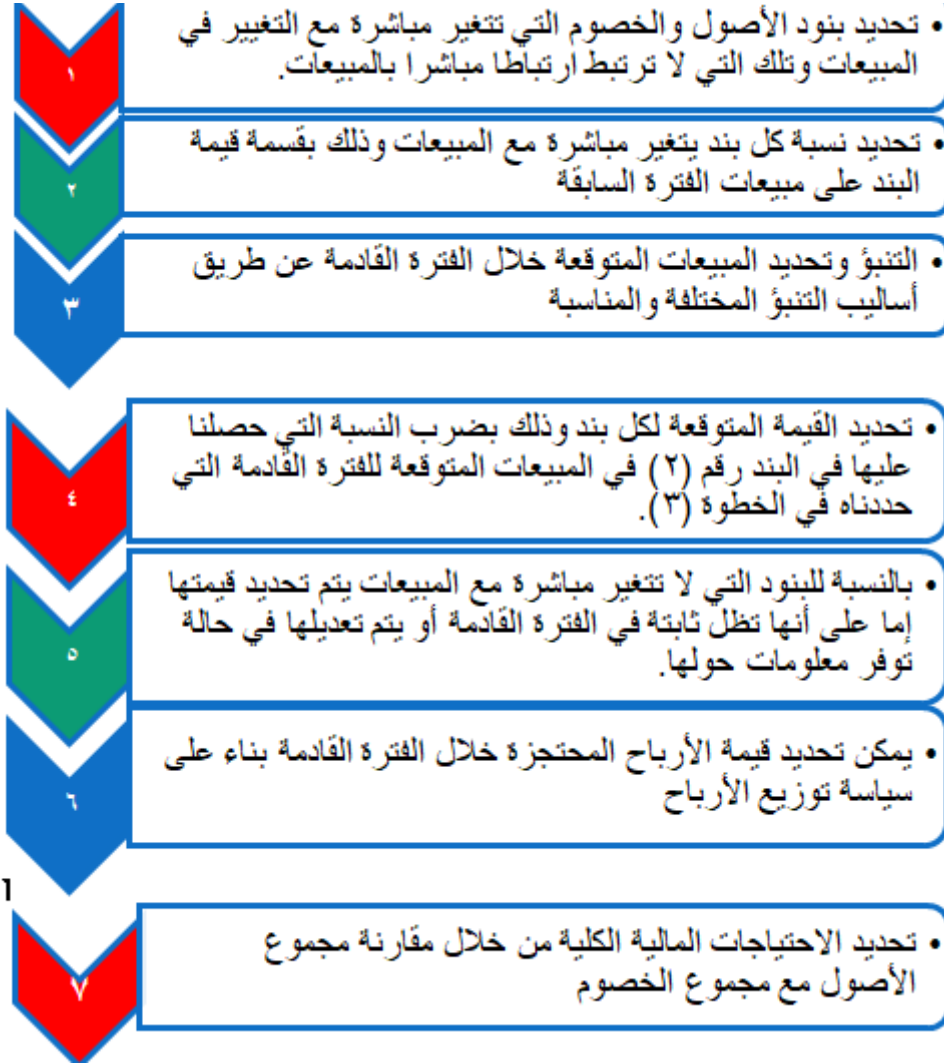 • تحديد بنود الأصول والخصوم التي تتغير مباشرة مع التغيير في
المبيعات وتلك التي لا ترتبط ارتباطا مباشرا بالمبيعات.
١
• تحديد نسبة كل بند يتغير مباشرة مع المبيعات وذلك بقسمة قيمة
البند على مبيعات الفترة السابقة
٢
• التنبؤ وتحديد المبيعات المتوقعة خلال الفترة القادمة عن طريق
أساليب التنبؤ المختلفة والمناسبة
٣
• تحديد القيمة المتوقعة لكل بند وذلك بضرب النسبة التي حصلنا
عليها في البند رقم (٢) في المبيعات المتوقعة للفترة القادمة التي
حددناه في الخطوة (٣).
٤
• بالنسبة للبنود التي لا تتغير مباشرة مع المبيعات يتم تحديد قيمتها
إما على أنها تظل ثابتة في الفترة القادمة أو يتم تعديلها في حالة
توفر معلومات حولها.
٥
• يمكن تحديد قيمة الأرباح المحتجزة خلال الفترة القادمة بناء على
سياسة توزيع الأرباح
٦
• تحديد الاحتياجات المالية الكلية من خلال مقارنة مجموع
الأصول مع مجموع الخصوم
٧